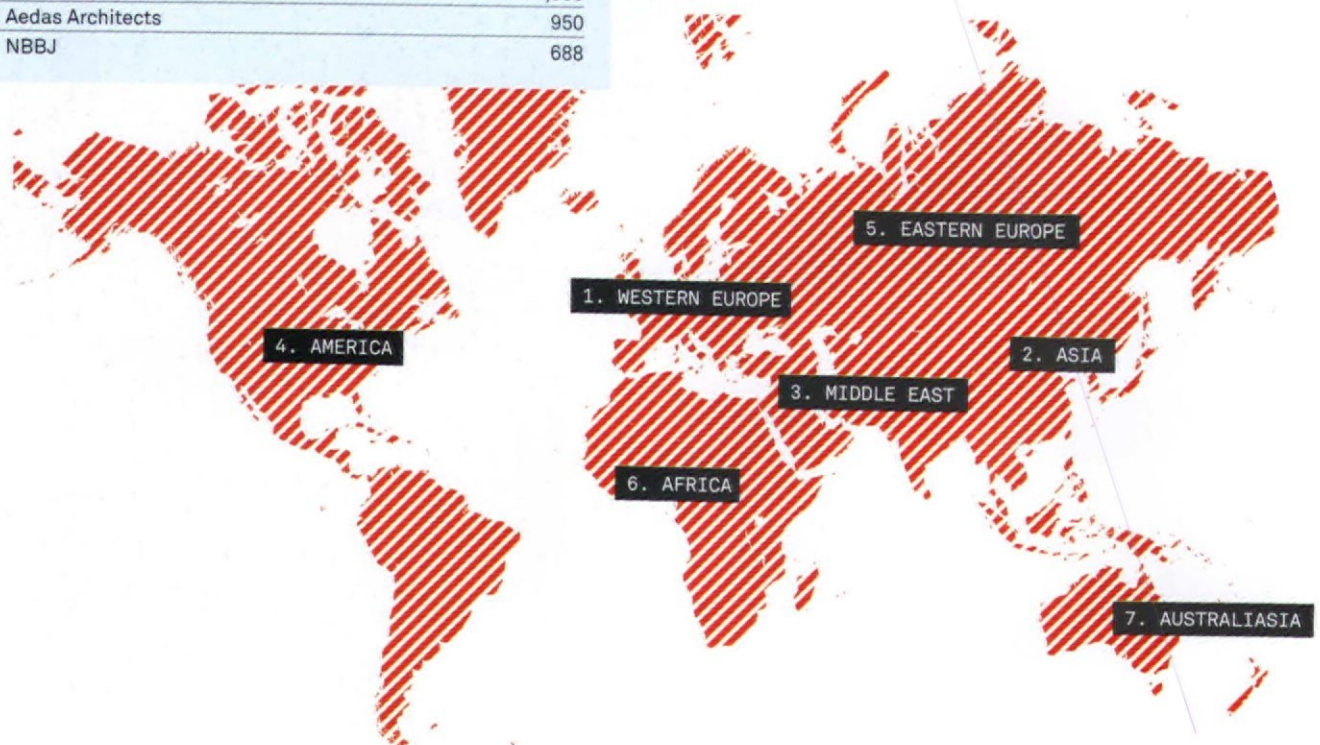 Aedas Architects 950
NBBJ 688
5. EASTERN EUROPE
1. WESTERN EUROPE
4. AMERICA
2. ASIA
3. MIDDLE EAST
6. AFRICA
7. AUSTRALIASIA